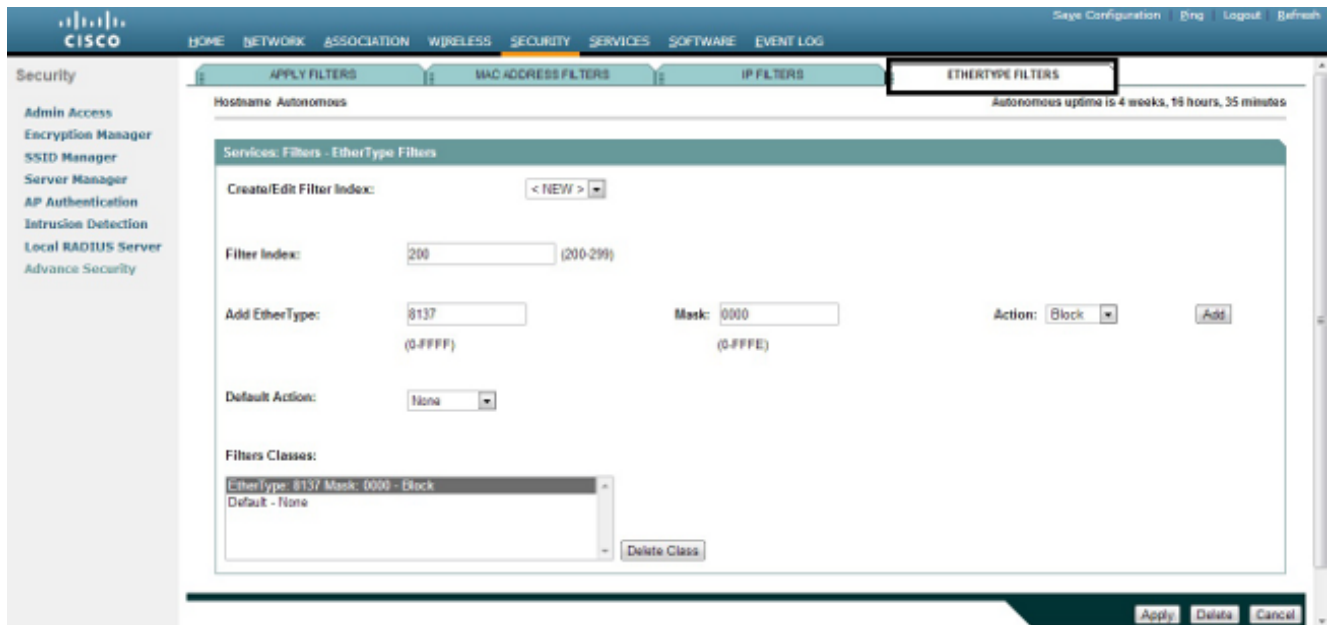 Save Configuration | Ping | Logout | Refresh
CISCO
HOME NETWORK ASSOCIATION WIRELESS SECURITY SERVICES SOFTWARE EVENT LOG
Security
Admin Access
Encryption Manager
SSID Manager
Server Manager
AP Authentication
Intrusion Detection
Local RADIUS Server
Advance Security
APPLY FILTERS MAC ADDRESS FILTERS IP FILTERS ETHERTYPE FILTERS
Hostname Autonomous Autonomous uptime is 4 weeks, 16 hours, 35 minutes
Services: Filters - EtherType Filters
Create/Edit Filter Index: < NEW >
Filter Index: 200 (200-299)
Add EtherType: 8137 Mask: 0000 Action: Block Add
(0-FFFF) (0-FFFE)
Default Action: None
Filters Classes:
EtherType: 8137 Mask: 0000 - Block
Default - None
Delete Class
Apply Delete Cancel